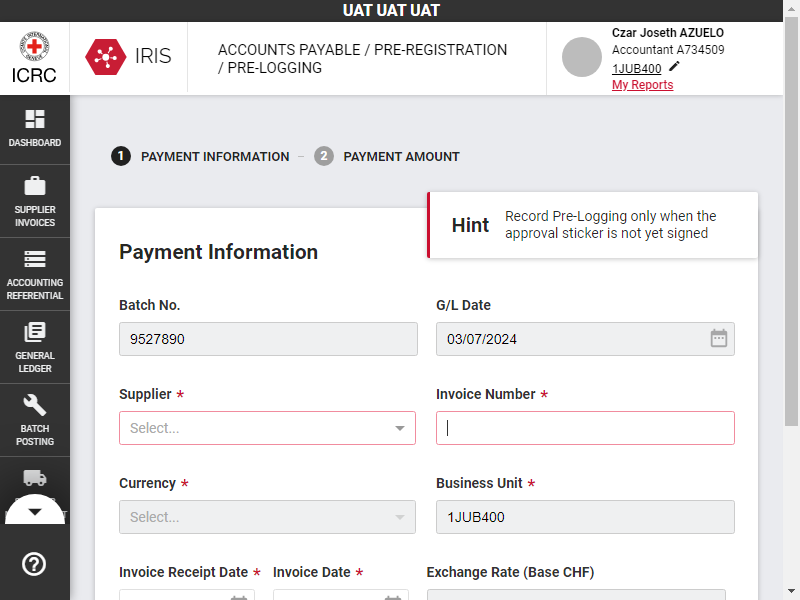 UAT UAT UAT
ICRC
IRIS
ACCOUNTS PAYABLE / PRE-REGISTRATION
/ PRE-LOGGING
Czar Joseth AZUELO
Accountant A734509
1JUB400
My Reports
DASHBOARD
SUPPLIER
INVOICES
ACCOUNTING
REFERENTIAL
GENERAL
LEDGER
BATCH
POSTING
1 PAYMENT INFORMATION – 2 PAYMENT AMOUNT
Hint
Record Pre-Logging only when the
approval sticker is not yet signed
Payment Information
Batch No.
9527890
G/L Date
03/07/2024
Supplier *
Select...
Invoice Number *
Currency *
Select...
Business Unit *
1JUB400
Invoice Receipt Date *
Invoice Date *
Exchange Rate (Base CHF)